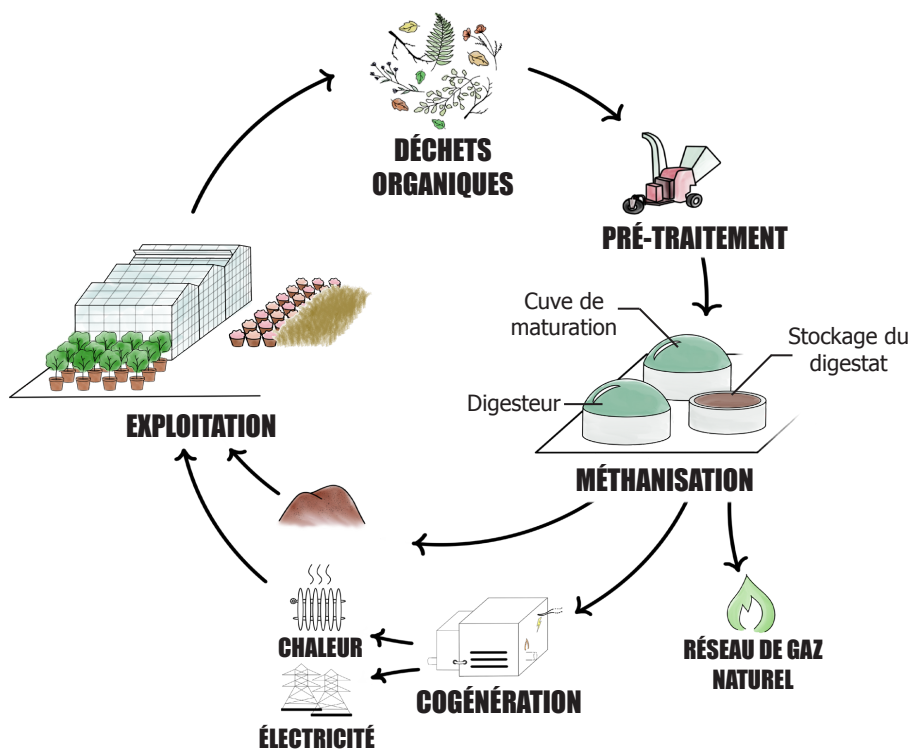 DÉCHETS
ORGANIQUES
PRÉ-TRAITEMENT
Cuve de
maturation
Stockage du
digestat
Digesteur
MÉTHANISATION
EXPLOITATION
CHALEUR
ÉLECTRICITÉ
COGÉNÉRATION
RÉSEAU DE GAZ
NATUREL